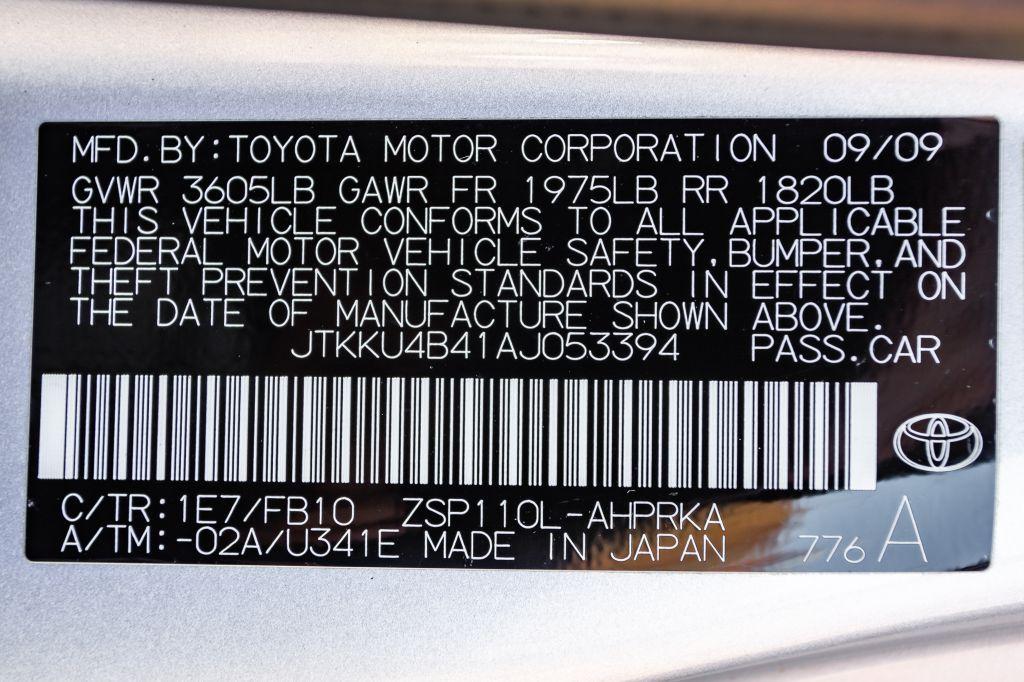 MFD.BY:TOYOTA MOTOR CORPORATION 09/09
GVWR 3605LB GAWR FR 1975LB RR 1820LB
THIS VEHICLE CONFORMS TO ALL APPLICABLE
FEDERAL MOTOR VEHICLE SAFETY,BUMPER,AND
THEFT PREVENTION STANDARDS IN EFFECT ON
THE DATE OF MANUFACTURE SHOWN ABOVE.
JTKKU4B41AJ053394 PASS.CAR
C/TR:1E7/FB10 ZSP110L-AHPRKA
A/TM:-02A/U341E MADE IN JAPAN 776 A